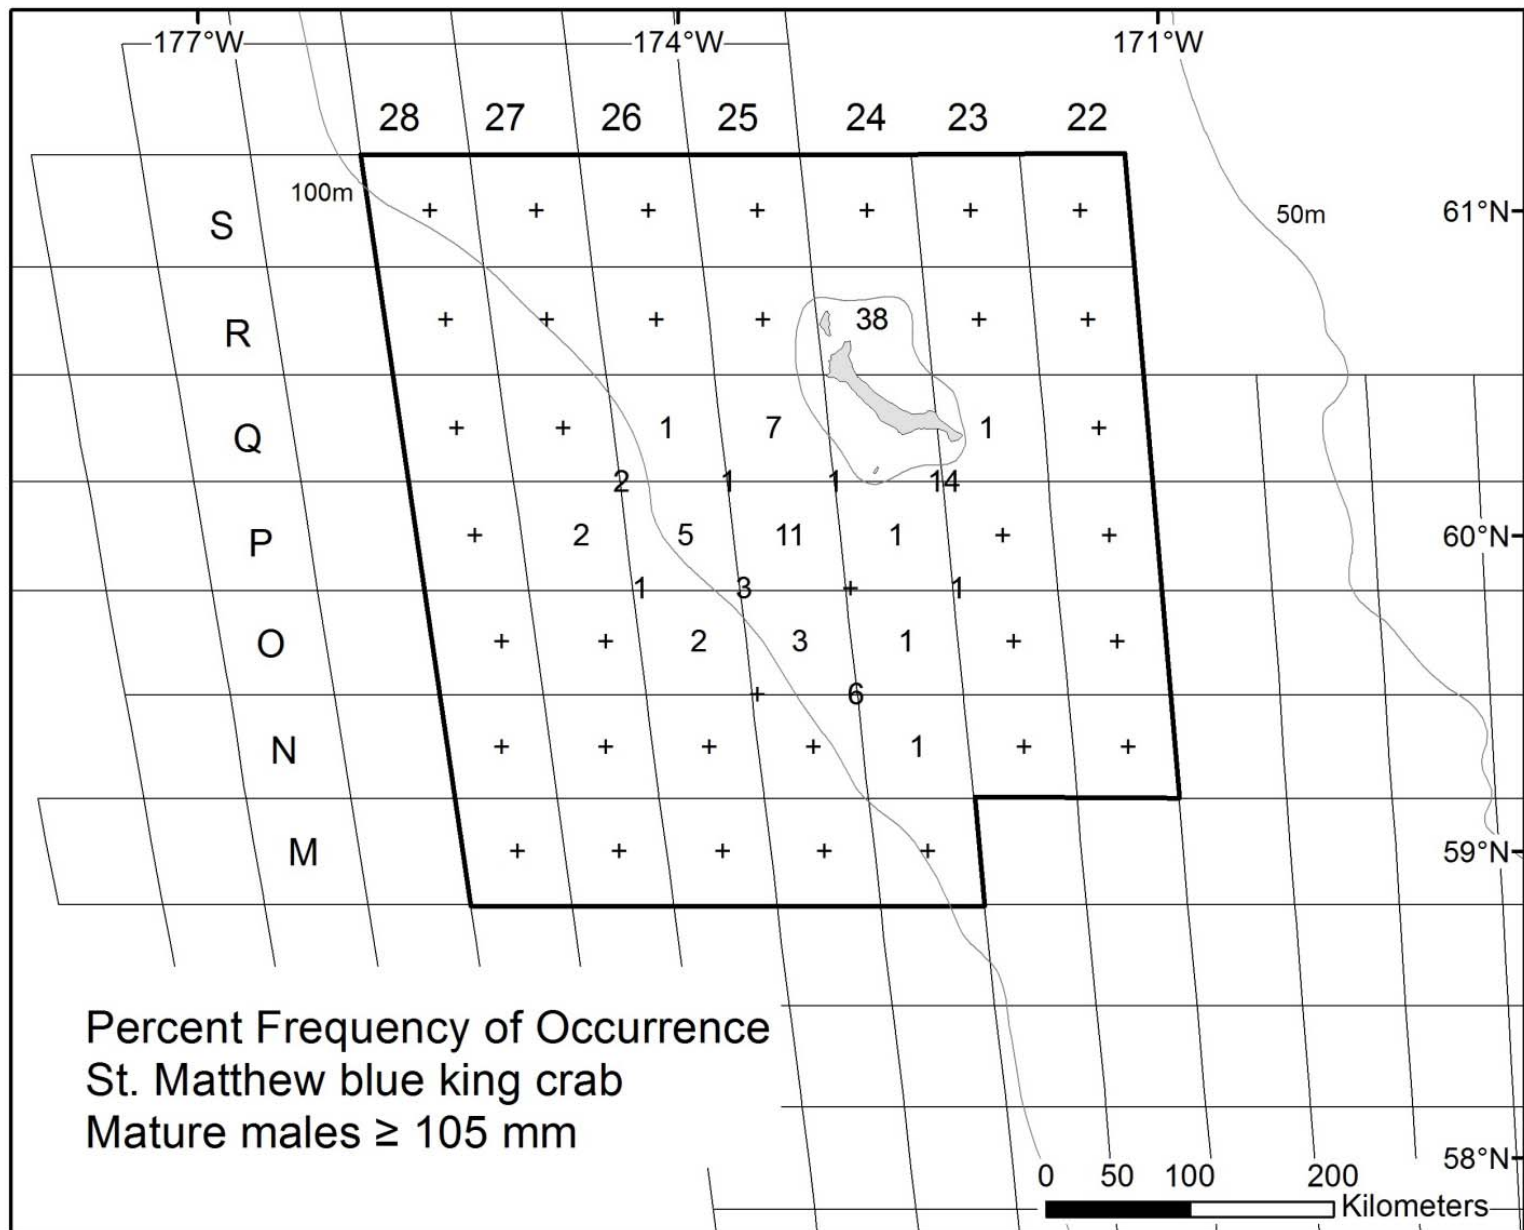 177°W 174°W 171°W
28 27 26 25 24 23 22
100m
S + + + + + + + 50m 61°N
R + + + + 38 + +
Q + + 1 7 1 +
2 1 1 14
P + 2 5 11 1 + + 60°N
1 3 + 1
O + + 2 3 1 + +
+ 6
N + + + + 1 + +
M + + + + + 59°N
Percent Frequency of Occurrence
St. Matthew blue king crab
Mature males ≥ 105 mm
58°N
0 50 100 200
Kilometers